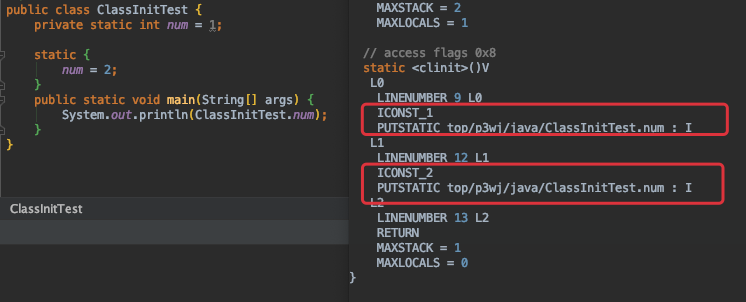 public class ClassInitTest {
    private static int num = 1;
    static {
        num = 2;
    }
    public static void main(String[] args) {
        System.out.println(ClassInitTest.num);
    }
}
ClassInitTest
MAXSTACK = 2
MAXLOCALS = 1
// access flags 0x8
static <clinit>()V
L0
LINENUMBER 9 L0
ICONST_1
PUTSTATIC top/p3wj/java/ClassInitTest.num : I
L1
LINENUMBER 12 L1
ICONST_2
PUTSTATIC top/p3wj/java/ClassInitTest.num : I
L2
LINENUMBER 13 L2
RETURN
MAXSTACK = 1
MAXLOCALS = 0
}